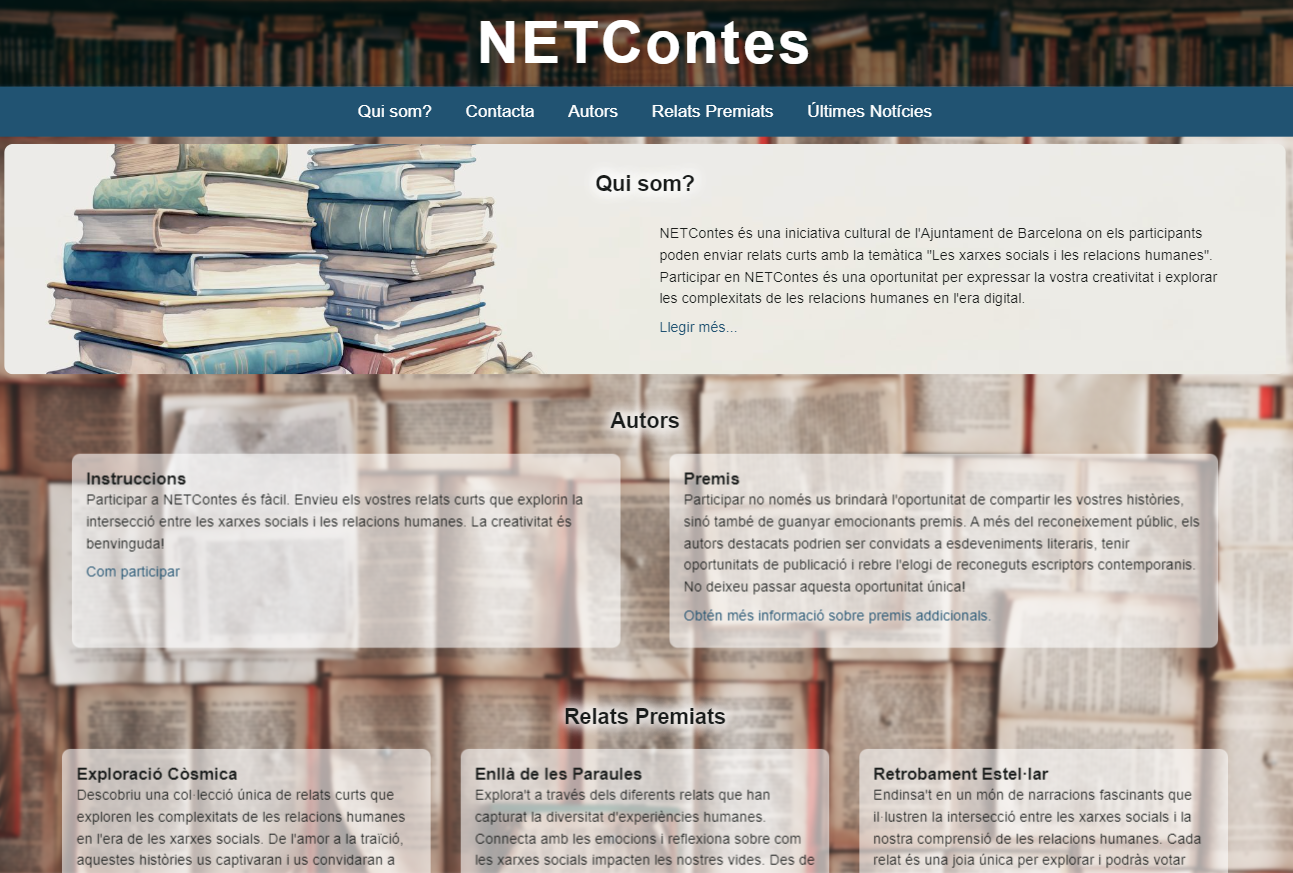 NETContes
Qui som? Contacta Autors Relats Premiats Últimes Notícies
Qui som?
NETContes és una iniciativa cultural de l'Ajuntament de Barcelona on els participants
poden enviar relats curts amb la temàtica "Les xarxes socials i les relacions humanes".
Participar en NETContes és una oportunitat per expressar la vostra creativitat i explorar
les complexitats de les relacions humanes en l'era digital.
Llegir més...
Autors
Instruccions
Participar a NETContes és fàcil. Envieu els vostres relats curts que explorin la
intersecció entre les xarxes socials i les relacions humanes. La creativitat és
benvinguda!
Com participar
Premis
Participar no només us brindarà l'oportunitat de compartir les vostres històries,
sinó també de guanyar emocionants premis. A més del reconeixement públic, els
autors destacats podrien ser convidats a esdeveniments literaris, tenir
oportunitats de publicació i rebre l'elogi de reconeguts escriptors contemporanis.
No deixeu passar aquesta oportunitat única!
Obtén més informació sobre premis addicionals.
Relats Premiats
Exploració Còsmica
Descobriu una col·lecció única de relats curts que
exploren les complexitats de les relacions humanes
en l'era de les xarxes socials. De l'amor a la traïció,
aquestes històries us captivaran i us convidaran a
Enllà de les Paraules
Explora't a través dels diferents relats que han
capturat la diversitat d'experiències humanes.
Connecta amb les emocions i reflexiona sobre com
les xarxes socials impacten les nostres vides. Des de
Retrobament Estel·lar
Endinsa't en un món de narracions fascinants que
il·lustren la intersecció entre les xarxes socials i la
nostra comprensió de les relacions humanes. Cada
relat és una joia única per explorar i podràs votar